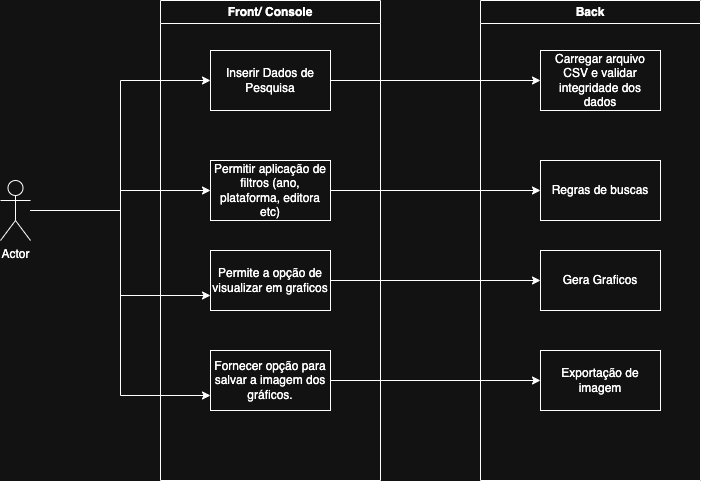 Front/ Console
Back
Inserir Dados de
Pesquisa
Carregar arquivo
CSV e validar
integridade dos
dados
Permitir aplicação de
filtros (ano,
plataforma, editora
etc)
Regras de buscas
Actor
Permite a opção de
visualizar em graficos
Gera Graficos
Fornecer opção para
salvar a imagem dos
gráficos.
Exportação de
imagem